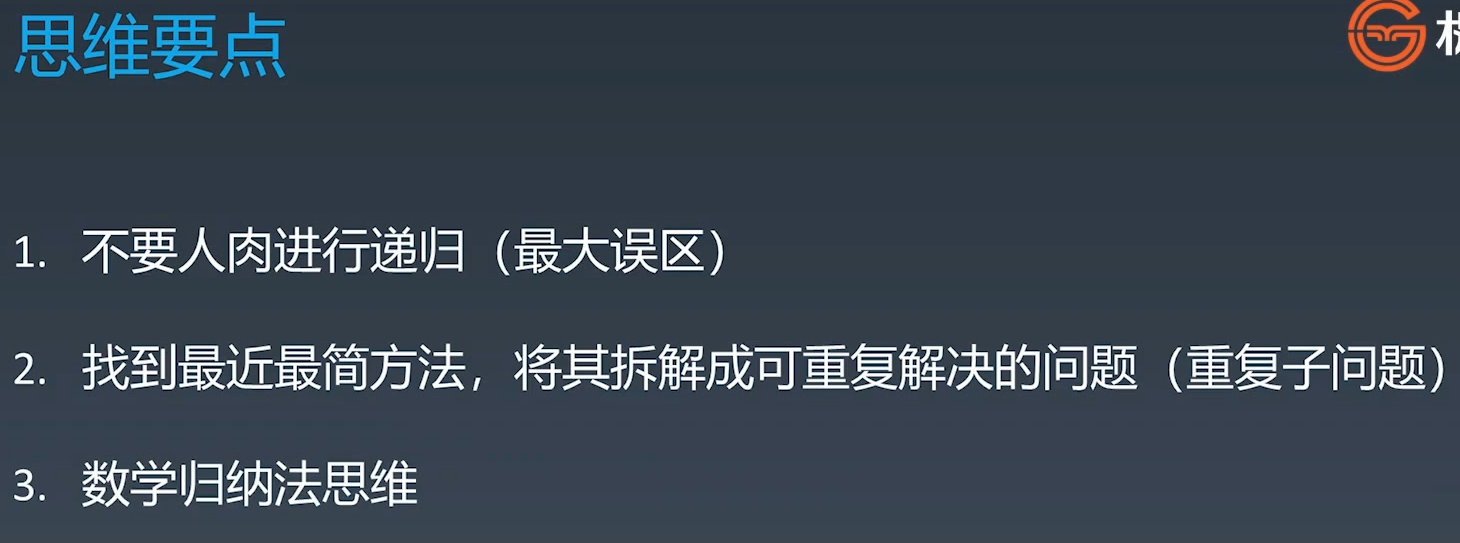 思维要点
1. 不要人肉进行递归（最大误区）
2. 找到最近最简方法，将其拆解成可重复解决的问题（重复子问题）
3. 数学归纳法思维